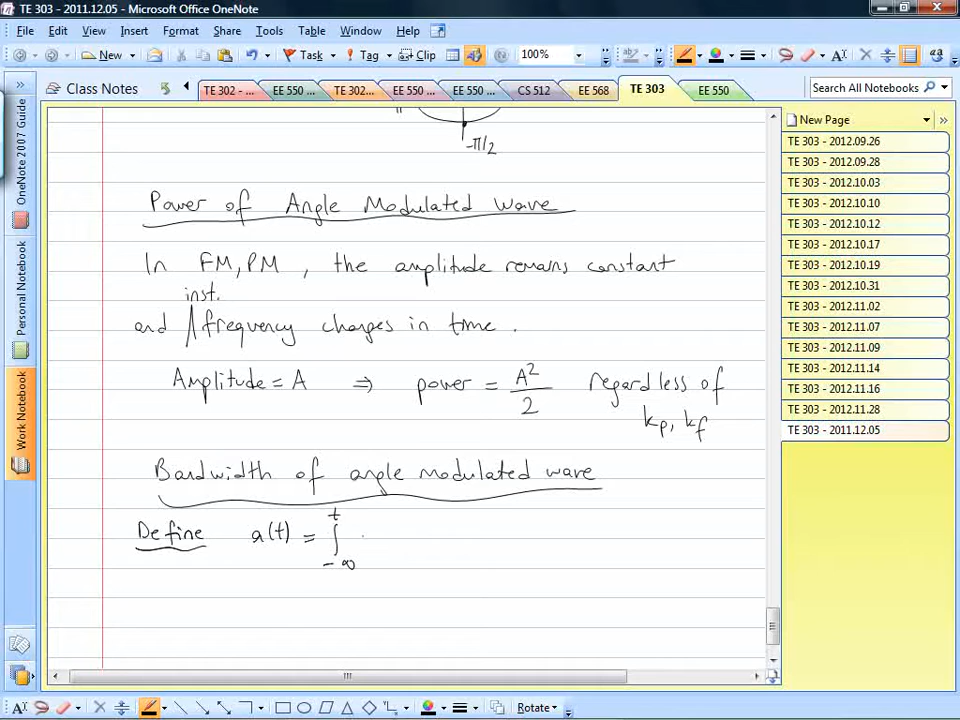 TE 303 - 2011.12.05 - Microsoft Office OneNote
File Edit View Insert Format Share Tools Table Window Help
New Task Tag Clip 100%
Class Notes TE 302 - ... EE 550 ... TE 302... EE 550 ... EE 550 ... CS 512 EE 568 TE 303 EE 550 Search All Notebooks
OneNote 2007 Guide
Personal Notebook
Work Notebook
π
-π/2
Power of Angle Modulated wave
In FM, PM , the amplitude remains constant
inst.
and frequency changes in time .
Amplitude = A ⇒ power = A²/2 regardless of
kp, kf
Bandwidth of angle modulated wave
Define a(t) = ∫ t -∞
New Page
TE 303 - 2012.09.26
TE 303 - 2012.09.28
TE 303 - 2012.10.03
TE 303 - 2012.10.10
TE 303 - 2012.10.12
TE 303 - 2012.10.17
TE 303 - 2012.10.19
TE 303 - 2012.10.31
TE 303 - 2012.11.02
TE 303 - 2012.11.07
TE 303 - 2012.11.09
TE 303 - 2012.11.14
TE 303 - 2012.11.16
TE 303 - 2012.11.28
TE 303 - 2011.12.05
Rotate